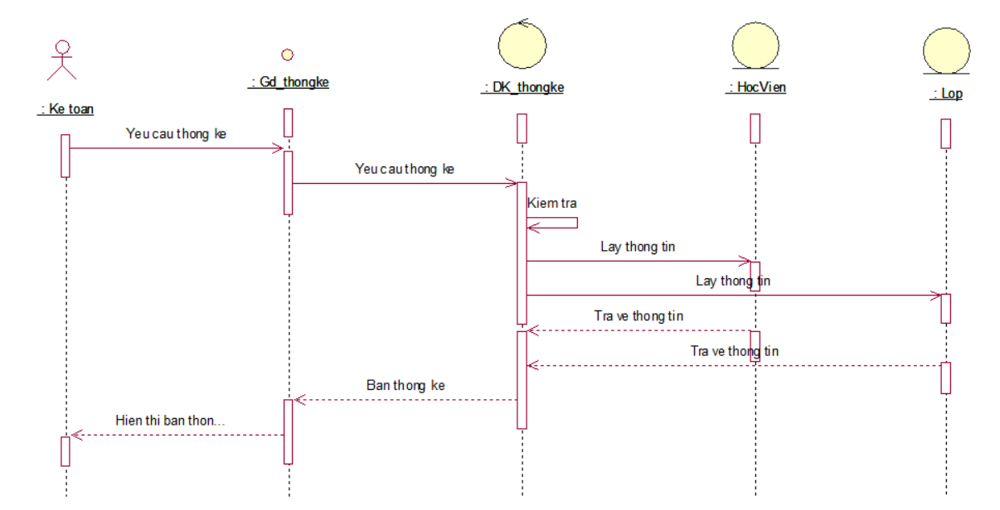 : Ke toan
: Gd_thongke
: DK_thongke
: HocVien
: Lop
Yeu cau thong ke
Yeu cau thong ke
Kiem tra
Lay thong tin
Lay thong tin
Tra ve thong tin
Tra ve thong tin
Ban thong ke
Hien thi ban thon...